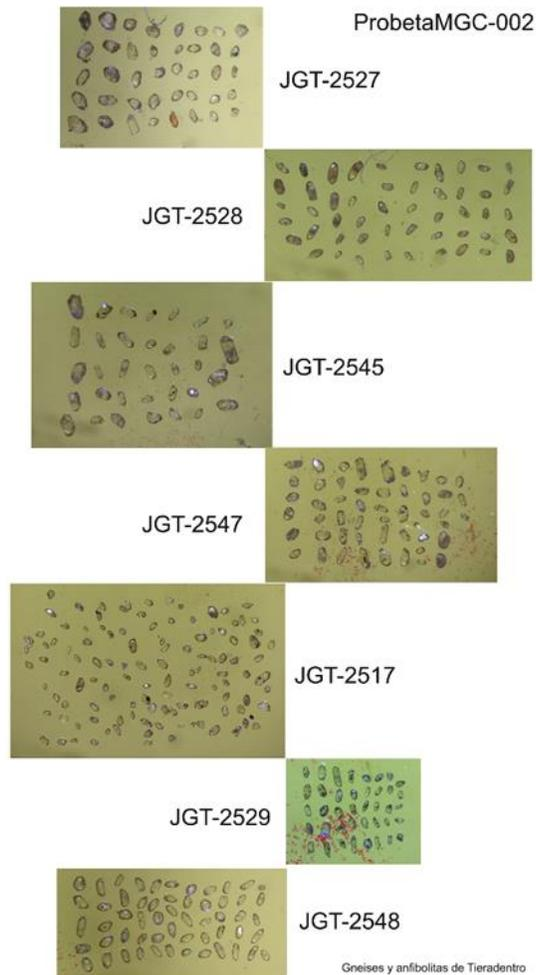 ProbetaMGC-002
JGT-2527
JGT-2528
JGT-2545
JGT-2547
JGT-2517
JGT-2529
JGT-2548
Gneises y anfibolitas de Tieradentro